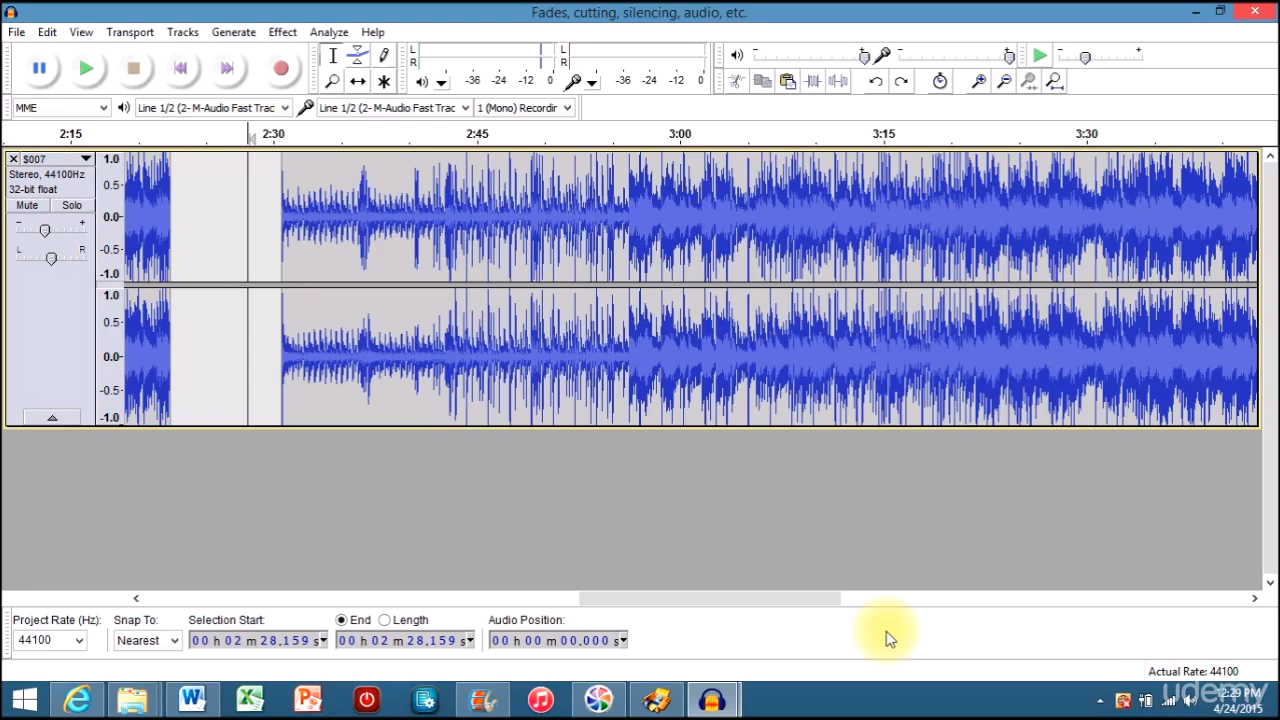 Fades, cutting, silencing, audio, etc.
File Edit View Transport Tracks Generate Effect Analyze Help
L
R
-36 -24 -12 0
L
R
-36 -24 -12 0
MME
Line 1/2 (2- M-Audio Fast Trac
Line 1/2 (2- M-Audio Fast Trac
1 (Mono) Recordir
2:15 2:30 2:45 3:00 3:15 3:30
S007
Stereo, 44100Hz
32-bit float
Mute Solo
- +
L R
1.0
0.5
0.0
-0.5
-1.0
1.0
0.5
0.0
-0.5
-1.0
Project Rate (Hz): Snap To: Selection Start: End Length Audio Position:
44100 Nearest 00 h 02 m 28.159 s 00 h 02 m 28.159 s 00 h 00 m 00.000 s
Actual Rate: 44100
12:29 PM
4/24/2015
udemy